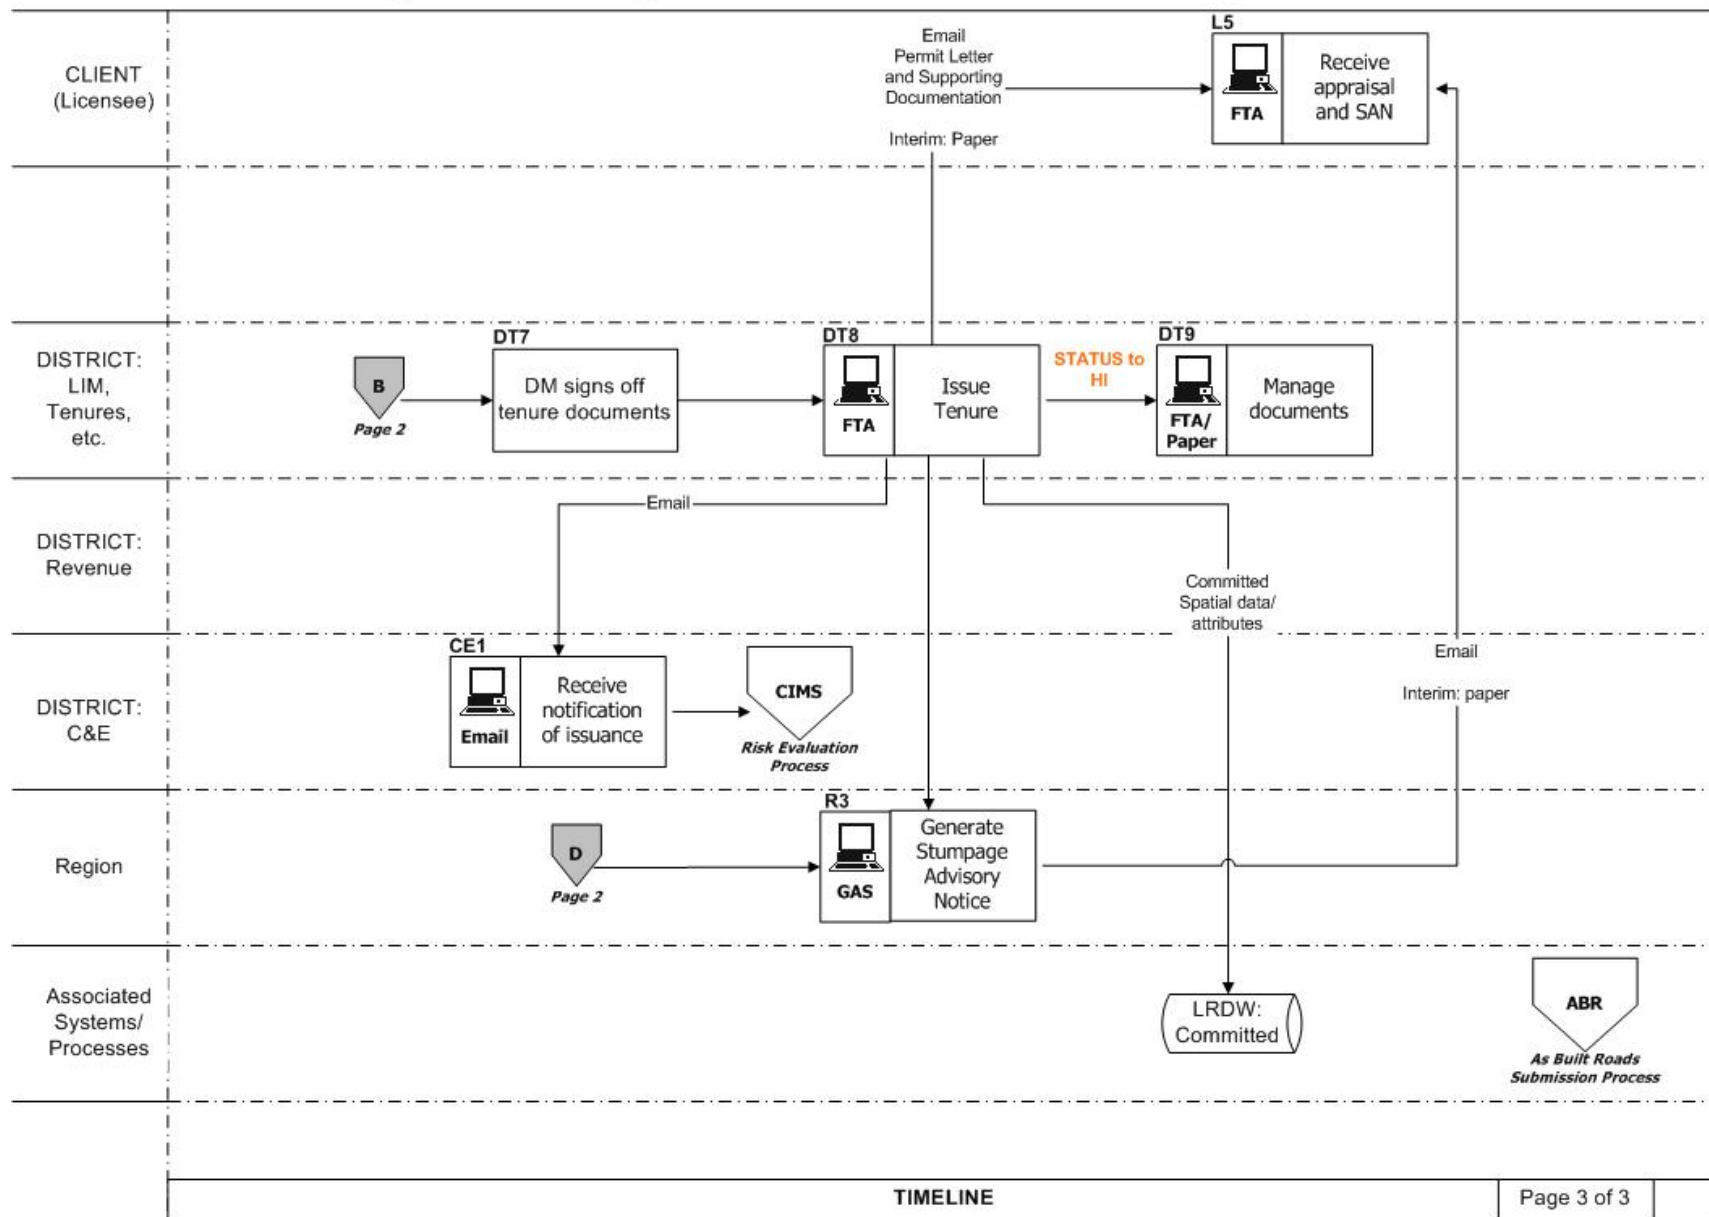 CLIENT
(Licensee)
Email
Permit Letter
and Supporting
Documentation
Interim: Paper
L5
FTA
Receive
appraisal
and SAN
DISTRICT:
LIM,
Tenures,
etc.
B
Page 2
DT7
DM signs off
tenure documents
DT8
FTA
Issue
Tenure
STATUS to
HI
DT9
FTA/
Paper
Manage
documents
DISTRICT:
Revenue
Email
Committed
Spatial data/
attributes
DISTRICT:
C&E
CE1
Email
Receive
notification
of issuance
CIMS
Risk Evaluation
Process
Email
Interim: paper
Region
D
Page 2
R3
GAS
Generate
Stumpage
Advisory
Notice
Associated
Systems/
Processes
LRDW:
Committed
ABR
As Built Roads
Submission Process
TIMELINE
Page 3 of 3